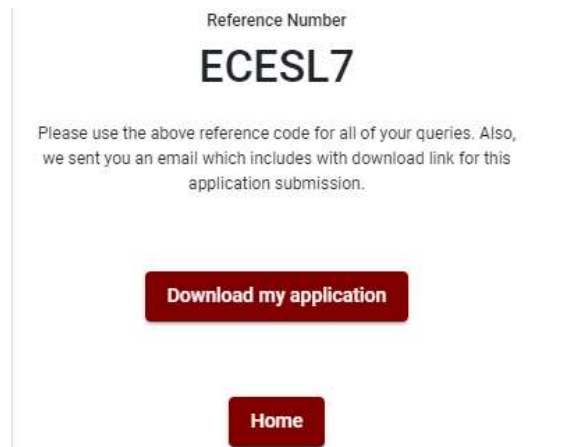 Reference Number
ECESL7
Please use the above reference code for all of your queries. Also,
we sent you an email which includes with download link for this
application submission.
Download my application
Home